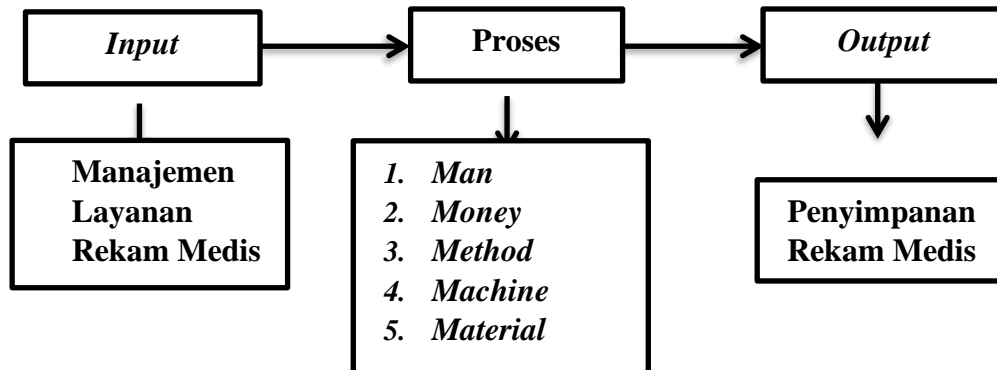 Input
Proses
Output
Manajemen
Layanan
Rekam Medis
1. Man
2. Money
3. Method
4. Machine
5. Material
Penyimpanan
Rekam Medis